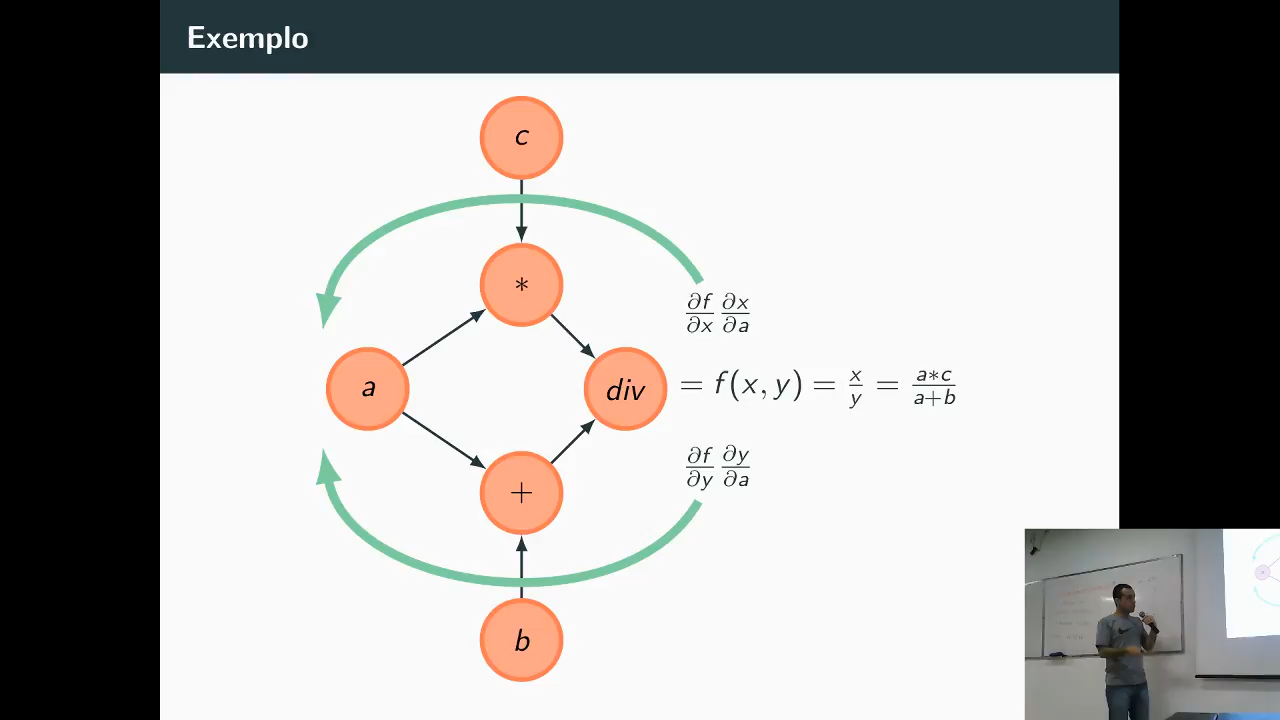 Exemplo
c
*
∂f/∂x ∂x/∂a
a
div = f(x, y) = x/y = a*c/a+b
∂f/∂y ∂y/∂a
+
b